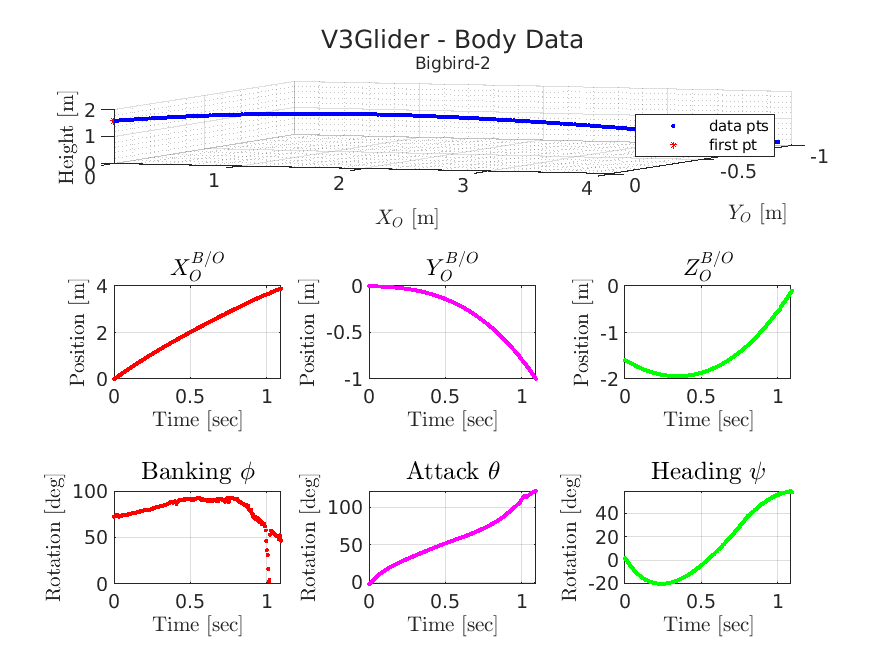 V3Glider - Body Data
Bigbird-2
Height [m]
2
1
0
0
1
2
3
4
0
-0.5
-1
data pts
first pt
X_O [m]
Y_O [m]
X_O^{B/O}
Y_O^{B/O}
Z_O^{B/O}
Position [m]
4
2
0
0
0.5
1
Time [sec]
Position [m]
0
-0.5
-1
0
0.5
1
Time [sec]
Position [m]
0
-1
-2
0
0.5
1
Time [sec]
Banking ϕ
Attack θ
Heading ψ
Rotation [deg]
100
50
0
0
0.5
1
Time [sec]
Rotation [deg]
100
50
0
0
0.5
1
Time [sec]
Rotation [deg]
40
20
0
-20
0
0.5
1
Time [sec]